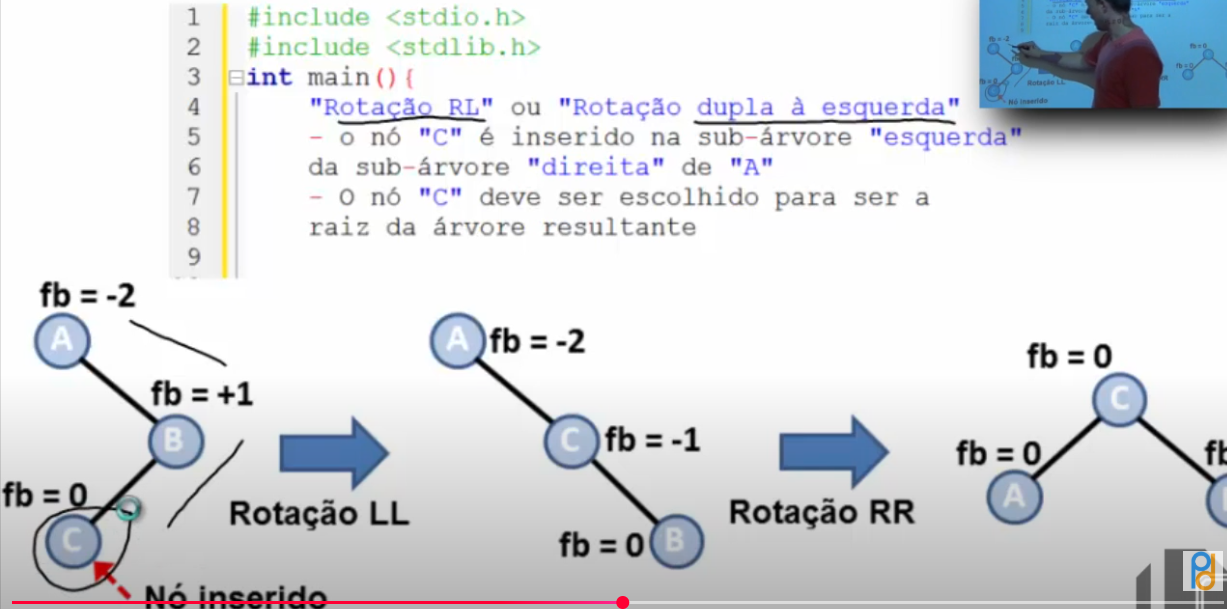 1 #include <stdio.h>
2 #include <stdlib.h>
3 int main(){
4 "Rotação RL" ou "Rotação dupla à esquerda"
5 - o nó "C" é inserido na sub-árvore "esquerda"
6 da sub-árvore "direita" de "A"
7 - O nó "C" deve ser escolhido para ser a
8 raiz da árvore resultante
9
fb = -2
A
fb = +1
B
fb = 0
C
Nó inserido
Rotação LL
A fb = -2
C fb = -1
fb = 0 B
Rotação RR
fb = 0
C
fb = 0
A
fb
pd